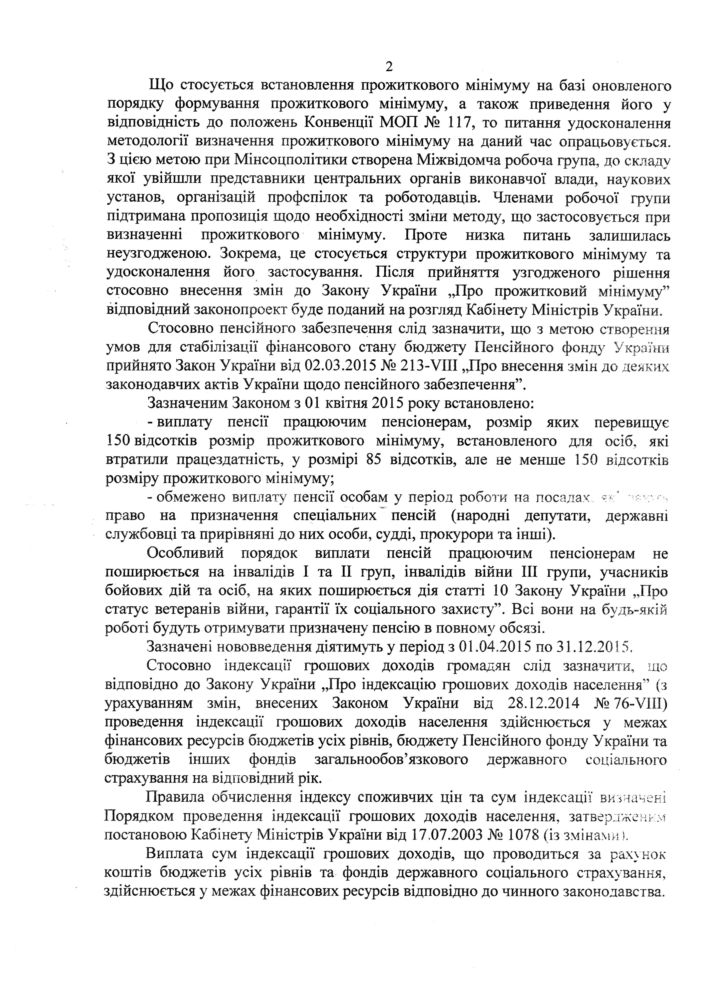 2
Що стосується встановлення прожиткового мінімуму на базі оновленого
порядку формування прожиткового мінімуму, а також приведення його у
відповідність до положень Конвенції МОП № 117, то питання удосконалення
методології визначення прожиткового мінімуму на даний час опрацьовується.
З цією метою при Мінсоцполітики створена Міжвідомча робоча група, до складу
якої увійшли представники центральних органів виконавчої влади, наукових
установ, організацій профспілок та роботодавців. Членами робочої групи
підтримана пропозиція щодо необхідності зміни методу, що застосовується при
визначенні прожиткового мінімуму. Проте низка питань залишилась
неузгодженою. Зокрема, це стосується структури прожиткового мінімуму та
удосконалення його застосування. Після прийняття узгодженого рішення
стосовно внесення змін до Закону України „Про прожитковий мінімуму”
відповідний законопроект буде поданий на розгляд Кабінету Міністрів України.
Стосовно пенсійного забезпечення слід зазначити, що з метою створення
умов для стабілізації фінансового стану бюджету Пенсійного фонду України
прийнято Закон України від 02.03.2015 № 213-VIII „Про внесення змін до деяких
законодавчих актів України щодо пенсійного забезпечення”.
Зазначеним Законом з 01 квітня 2015 року встановлено:
- виплату пенсії працюючим пенсіонерам, розмір яких перевищує
150 відсотків розмір прожиткового мінімуму, встановленого для осіб, які
втратили працездатність, у розмірі 85 відсотків, але не менше 150 відсотків
розміру прожиткового мінімуму;
- обмежено виплату пенсії особам у період роботи на посадах,
право на призначення спеціальних пенсій (народні депутати, державні
службовці та прирівняні до них особи, судді, прокурори та інші).
Особливий порядок виплати пенсій працюючим пенсіонерам не
поширюється на інвалідів І та ІІ груп, інвалідів війни ІІІ групи, учасників
бойових дій та осіб, на яких поширюється дія статті 10 Закону України „Про
статус ветеранів війни, гарантії їх соціального захисту”. Всі вони на будь-якій
роботі будуть отримувати призначену пенсію в повному обсязі.
Зазначені нововведення діятимуть у період з 01.04.2015 по 31.12.2015.
Стосовно індексації грошових доходів громадян слід зазначити, що
відповідно до Закону України „Про індексацію грошових доходів населення” (з
урахуванням змін, внесених Законом України від 28.12.2014 № 76-VIII)
проведення індексації грошових доходів населення здійснюється у межах
фінансових ресурсів бюджетів усіх рівнів, бюджету Пенсійного фонду України та
бюджетів інших фондів загальнообов’язкового державного соціального
страхування на відповідний рік.
Правила обчислення індексу споживчих цін та сум індексації визначені
Порядком проведення індексації грошових доходів населення, затвердженим
постановою Кабінету Міністрів України від 17.07.2003 № 1078 (із змінами).
Виплата сум індексації грошових доходів, що проводиться за рахунок
коштів бюджетів усіх рівнів та фондів державного соціального страхування,
здійснюється у межах фінансових ресурсів відповідно до чинного законодавства.